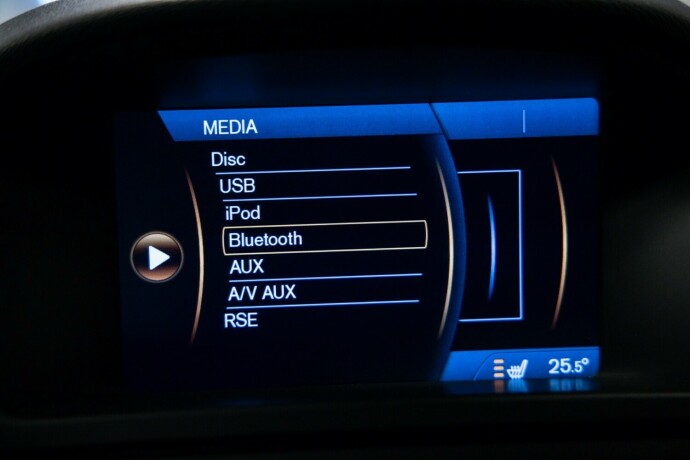 MEDIA
Disc
USB
iPod
Bluetooth
AUX
A/V AUX
RSE
25.5°